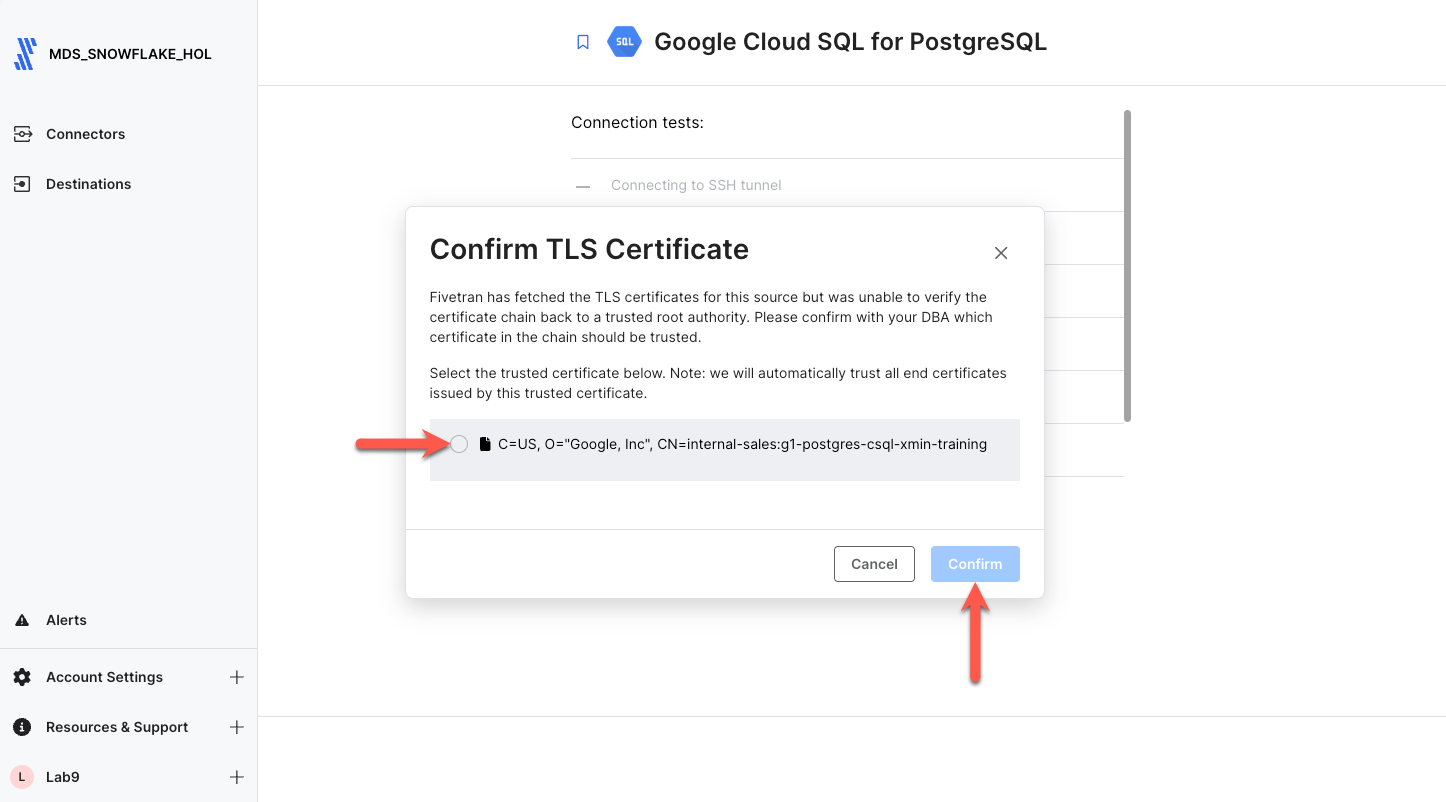 MDS_SNOWFLAKE_HOL
Connectors
Destinations
Alerts
Account Settings
Resources & Support
L
Lab9
SQL
Google Cloud SQL for PostgreSQL
Connection tests:
Connecting to SSH tunnel
Confirm TLS Certificate
Fivetran has fetched the TLS certificates for this source but was unable to verify the
certificate chain back to a trusted root authority. Please confirm with your DBA which
certificate in the chain should be trusted.
Select the trusted certificate below. Note: we will automatically trust all end certificates
issued by this trusted certificate.
C=US, O="Google, Inc", CN=internal-sales:g1-postgres-csql-xmin-training
Cancel
Confirm